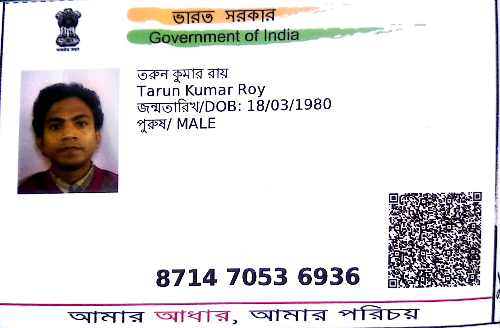 ভারত সরকার
Government of India
তরুন কুমার রায়
Tarun Kumar Roy
জন্মতারিখ/DOB: 18/03/1980
পুরুষ/ MALE
8714 7053 6936
আমার আধার, আমার পরিচয়